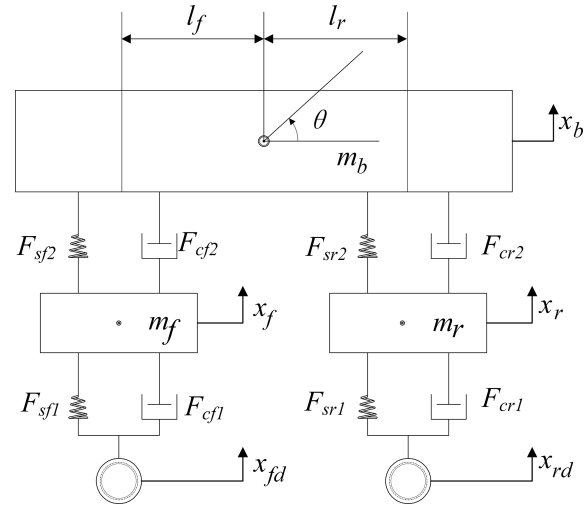 l_f l_r
θ
m_b
x_b
F_sf2 F_cf2 F_sr2 F_cr2
m_f x_f m_r x_r
F_sf1 F_cf1 F_sr1 F_cr1
x_fd x_rd